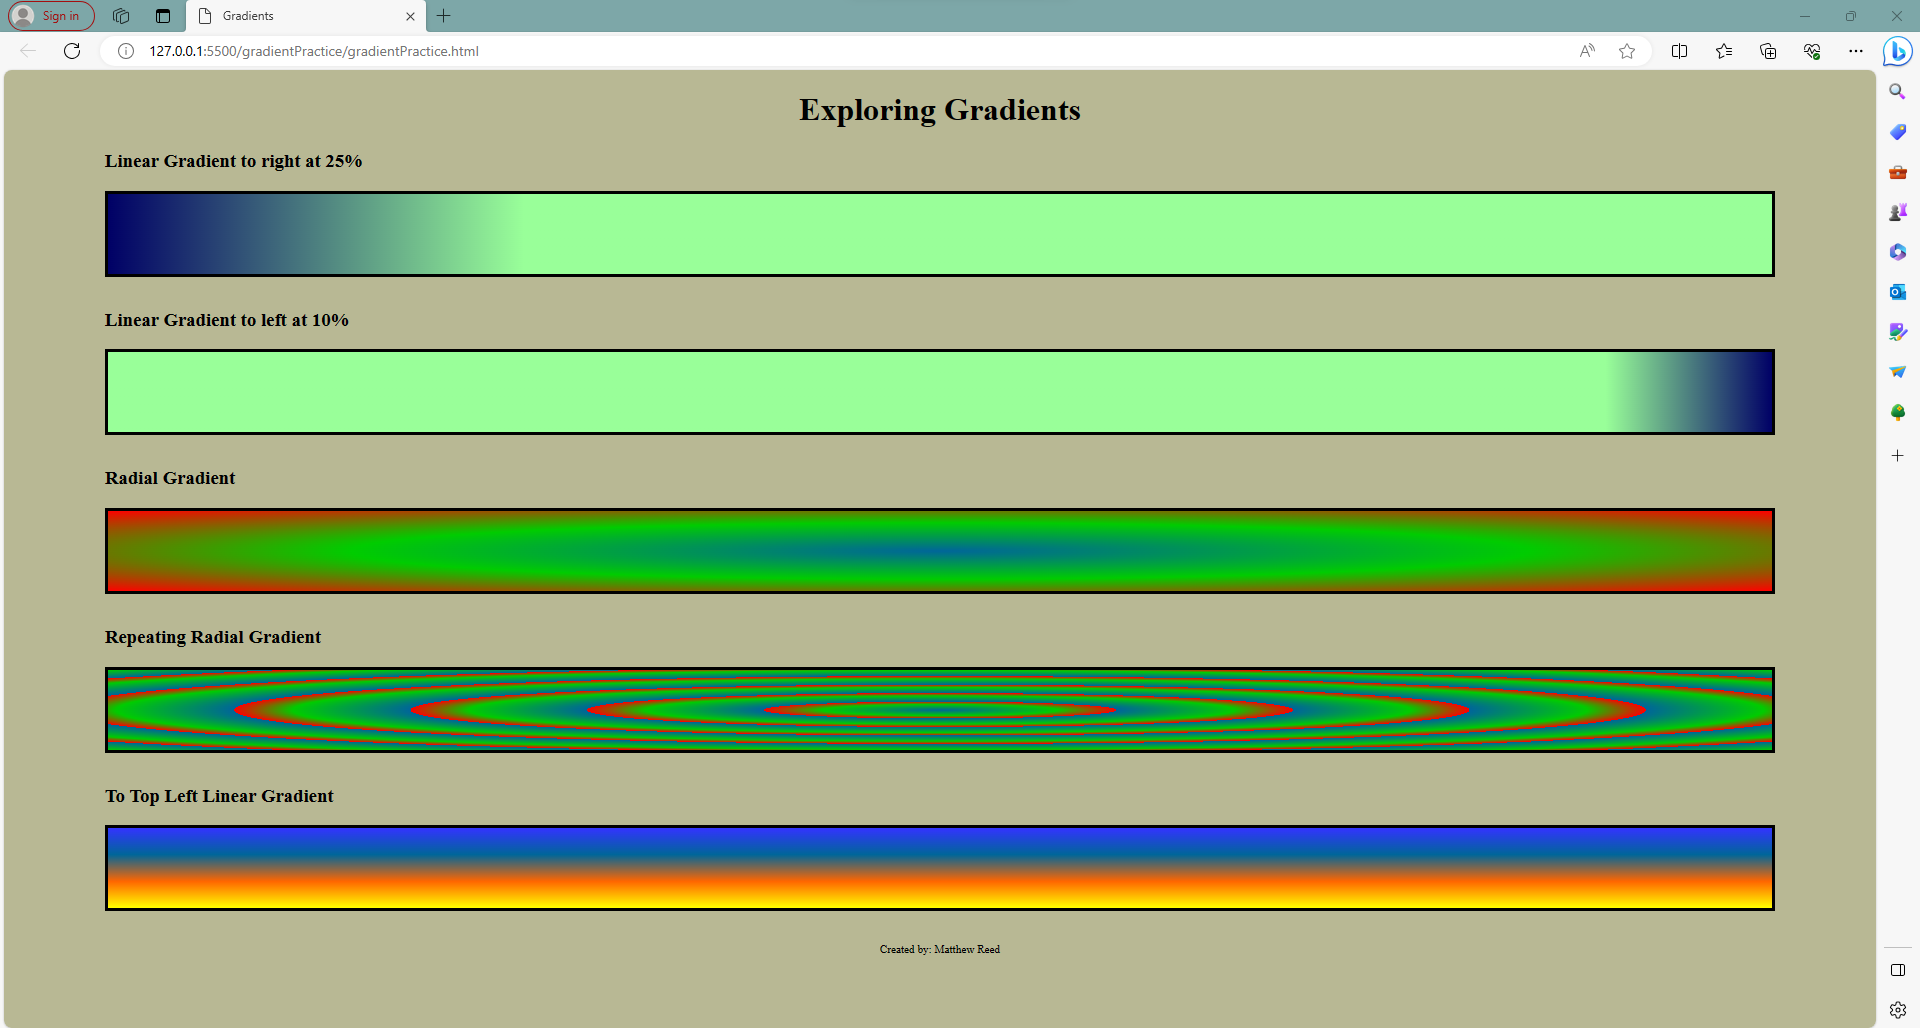 Sign in
Gradients
127.0.0.1:5500/gradientPractice/gradientPractice.html
Exploring Gradients
Linear Gradient to right at 25%
Linear Gradient to left at 10%
Radial Gradient
Repeating Radial Gradient
To Top Left Linear Gradient
Created by: Matthew Reed